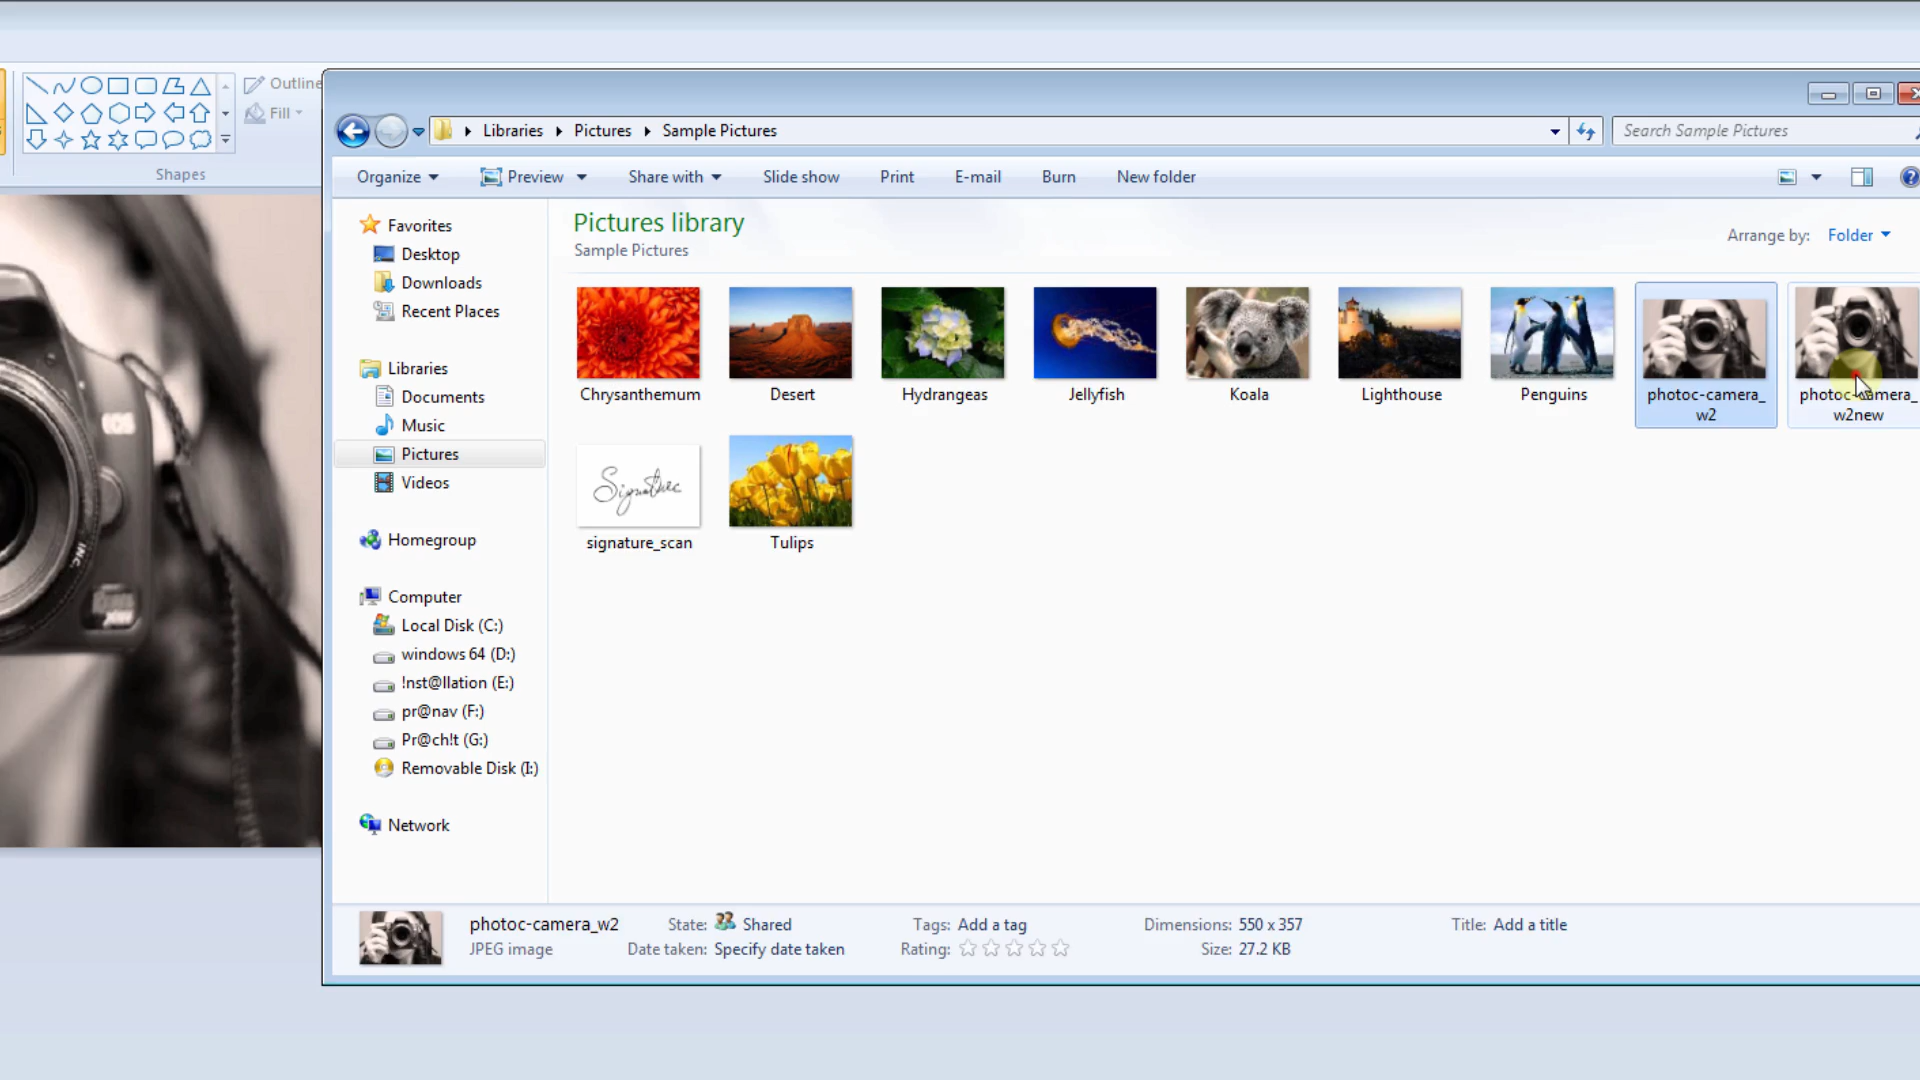 Outline
Fill
Shapes
Libraries Pictures Sample Pictures
Search Sample Pictures
Organize Preview Share with Slide show Print E-mail Burn New folder
Favorites
Desktop
Downloads
Recent Places
Libraries
Documents
Music
Pictures
Videos
Homegroup
Computer
Local Disk (C:)
windows 64 (D:)
!nst@llation (E:)
pr@nav (F:)
Pr@ch!t (G:)
Removable Disk (I:)
Network
Pictures library
Sample Pictures
Arrange by: Folder
Chrysanthemum
Desert
Hydrangeas
Jellyfish
Koala
Lighthouse
Penguins
photoc-camera_
w2
photoc-camera_
w2new
Signature
signature_scan
Tulips
photoc-camera_w2 State: Shared Tags: Add a tag Dimensions: 550 x 357 Title: Add a title
JPEG image Date taken: Specify date taken Rating: Size: 27.2 KB